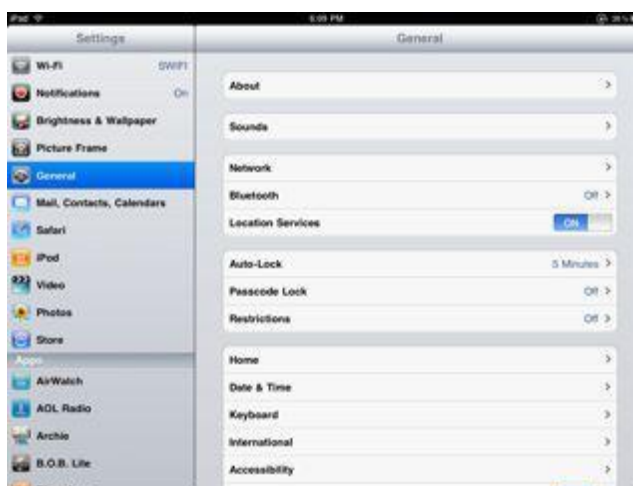 iPad 6:09 PM
Settings
Wi-Fi SWIFI
Notifications On
Brightness & Wallpaper
Picture Frame
General
Mail, Contacts, Calendars
Safari
iPod
Video
Photos
Store
Apps
AirWatch
AOL Radio
Archie
B.O.B. Lite
General
About
Sounds
Network
Bluetooth Off
Location Services ON
Auto-Lock 5 Minutes
Passcode Lock Off
Restrictions Off
Home
Date & Time
Keyboard
International
Accessibility